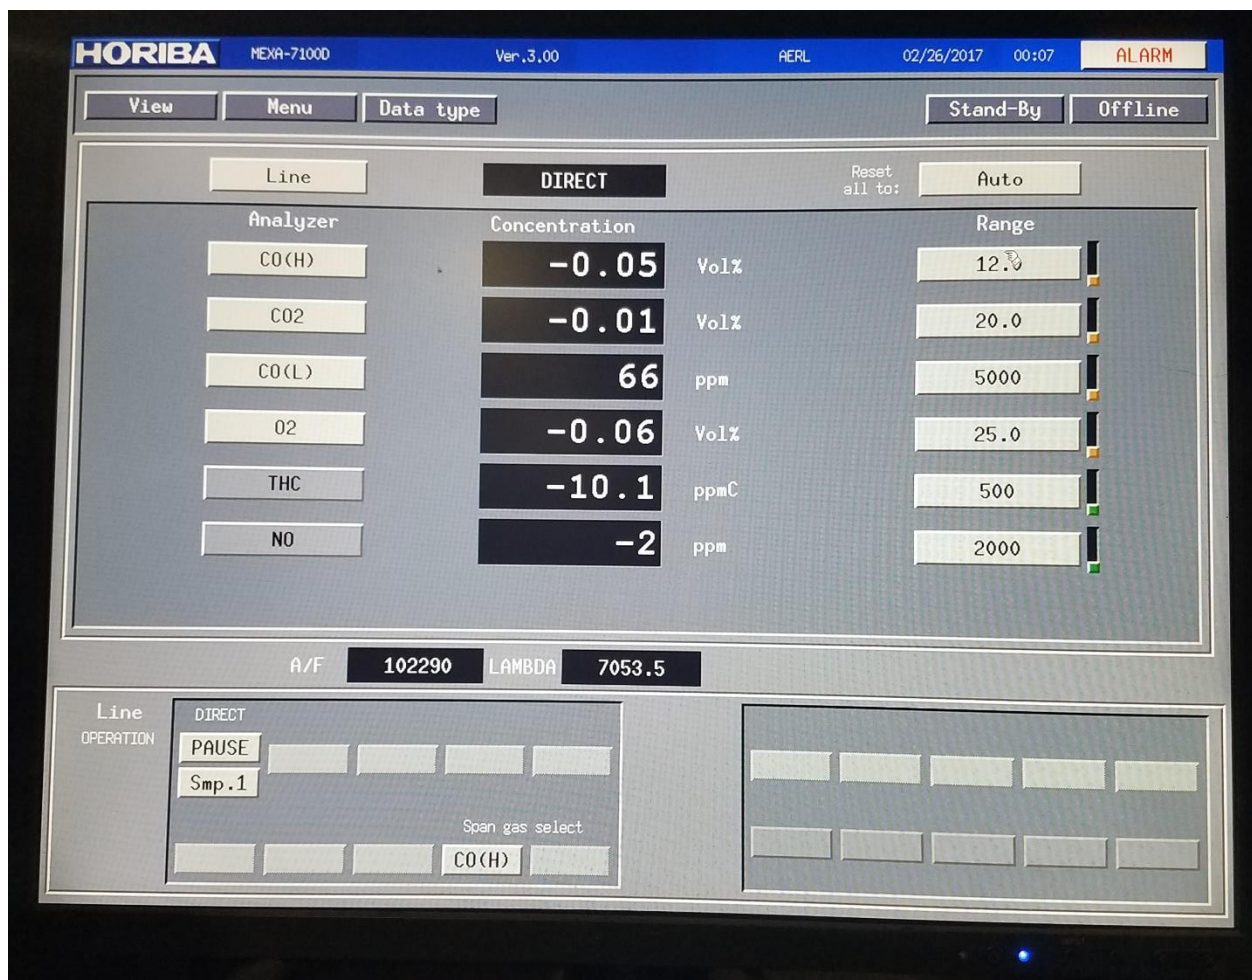 HORIBA MEXA-7100D Ver.3.00 AERL 02/26/2017 00:07 ALARM
View Menu Data type Stand-By Offline
Line DIRECT Reset all to: Auto
Analyzer Concentration Range
CO(H) -0.05 Vol% 12.0
CO2 -0.01 Vol% 20.0
CO(L) 66 ppm 5000
O2 -0.06 Vol% 25.0
THC -10.1 ppmC 500
NO -2 ppm 2000
A/F 102290 LAMBDA 7053.5
Line DIRECT
OPERATION PAUSE
Smp.1
Span gas select
CO(H)